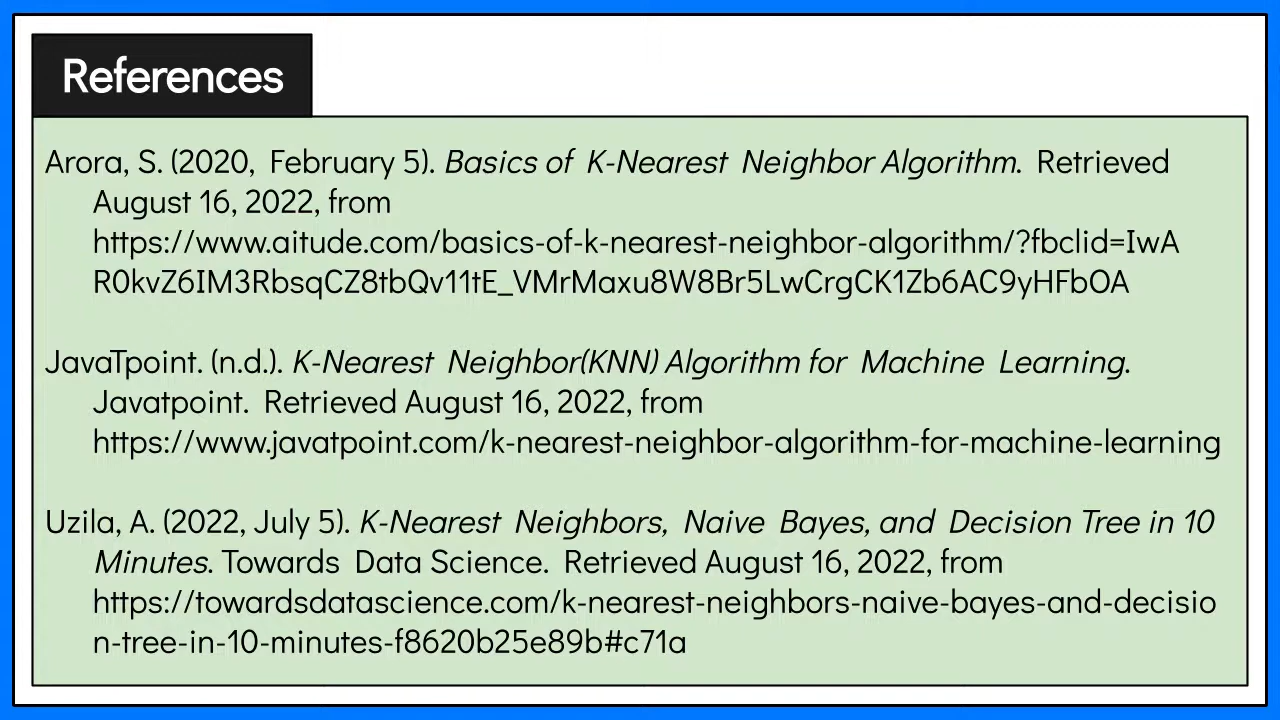 References
Arora, S. (2020, February 5). Basics of K-Nearest Neighbor Algorithm. Retrieved
August 16, 2022, from
https://www.aitude.com/basics-of-k-nearest-neighbor-algorithm/?fbclid=IwA
R0kvZ6IM3RbsqCZ8tbQv11tE_VMrMaxu8W8Br5LwCrgCK1Zb6AC9yHFbOA
JavaTpoint. (n.d.). K-Nearest Neighbor(KNN) Algorithm for Machine Learning.
Javatpoint. Retrieved August 16, 2022, from
https://www.javatpoint.com/k-nearest-neighbor-algorithm-for-machine-learning
Uzila, A. (2022, July 5). K-Nearest Neighbors, Naive Bayes, and Decision Tree in 10
Minutes. Towards Data Science. Retrieved August 16, 2022, from
https://towardsdatascience.com/k-nearest-neighbors-naive-bayes-and-decisio
n-tree-in-10-minutes-f8620b25e89b#c71a